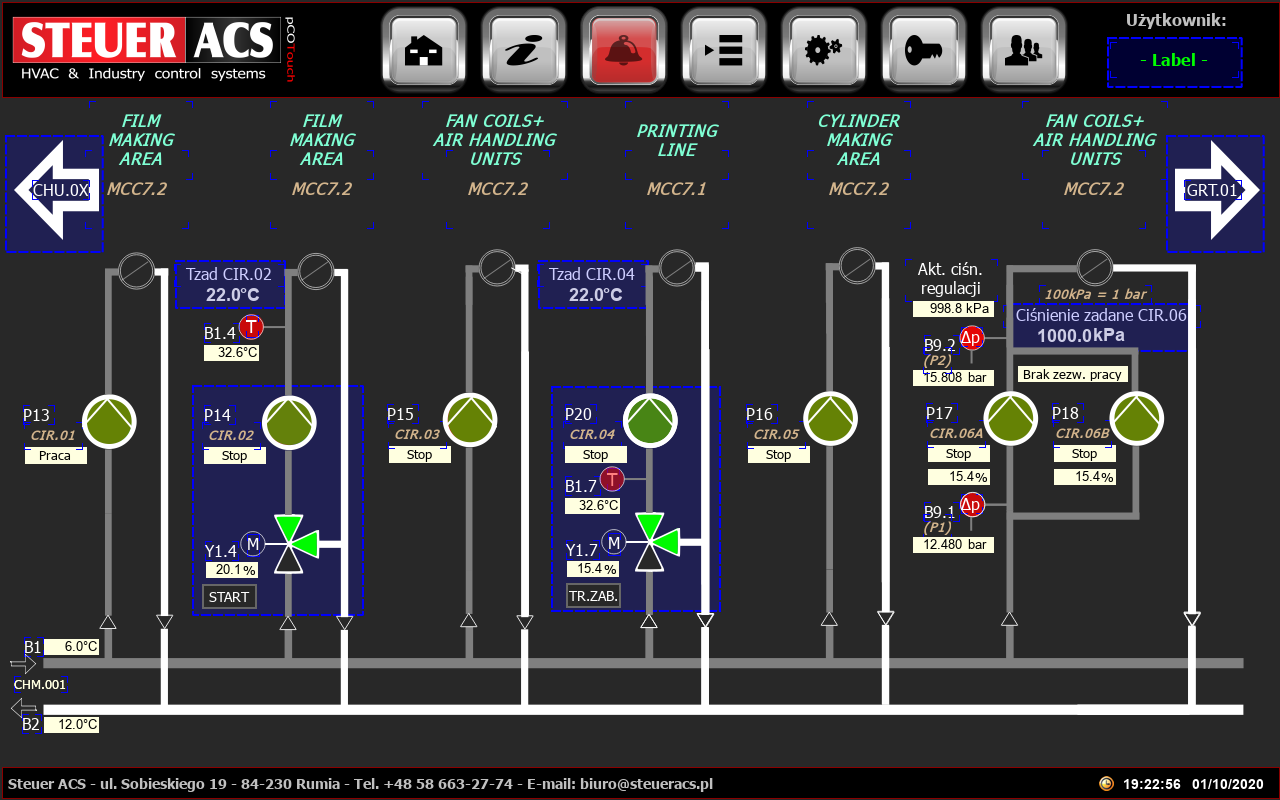 STEUER ACS
pCOTouch
HVAC & Industry control systems
Użytkownik:
- Label -
CHU.0X
FILM
MAKING
AREA
MCC7.2
FILM
MAKING
AREA
MCC7.2
FAN COILS+
AIR HANDLING
UNITS
MCC7.2
PRINTING
LINE
MCC7.1
CYLINDER
MAKING
AREA
MCC7.2
FAN COILS+
AIR HANDLING
UNITS
MCC7.2
GRT.01
Tzad CIR.02
22.0°C
B1.4
T
32.6°C
Tzad CIR.04
22.0°C
Akt. ciśn.
regulacji
998.8 kPa
100kPa = 1 bar
Ciśnienie zadane CIR.06
1000.0kPa
B9.2
Δp
(P2)
15.808 bar
Brak zezw. pracy
P13
CIR.01
Praca
P14
CIR.02
Stop
P15
CIR.03
Stop
P20
CIR.04
Stop
P16
CIR.05
Stop
P17
CIR.06A
Stop
15.4%
P18
CIR.06B
Stop
15.4%
B1.7
T
32.6°C
B9.1
Δp
(P1)
12.480 bar
Y1.4
M
20.1%
START
Y1.7
M
15.4%
TR.ZAB.
B1
6.0°C
CHM.001
B2
12.0°C
Steuer ACS - ul. Sobieskiego 19 - 84-230 Rumia - Tel. +48 58 663-27-74 - E-mail: biuro@steueracs.pl
19:22:56 01/10/2020